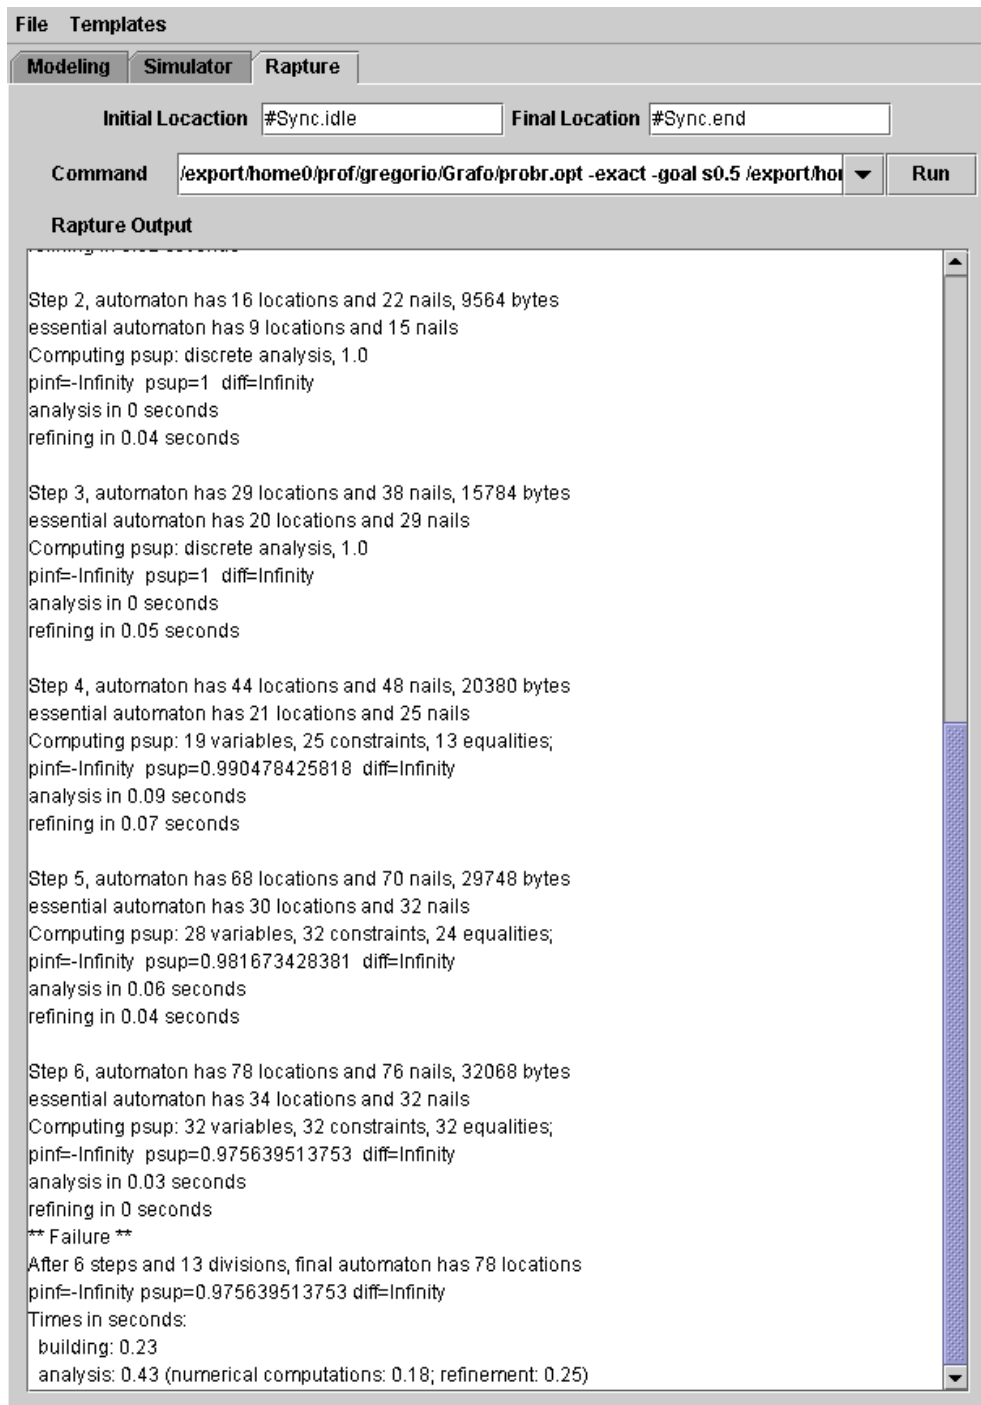 File Templates
Modeling Simulator Rapture
Initial Locaction #Sync.idle Final Location #Sync.end
Command /export/home0/prof/gregorio/Grafo/probr.opt -exact -goal s0.5 /export/hor Run
Rapture Output
Step 2, automaton has 16 locations and 22 nails, 9564 bytes
essential automaton has 9 locations and 15 nails
Computing psup: discrete analysis, 1.0
pinf=-Infinity psup=1 diff=Infinity
analysis in 0 seconds
refining in 0.04 seconds
Step 3, automaton has 29 locations and 38 nails, 15784 bytes
essential automaton has 20 locations and 29 nails
Computing psup: discrete analysis, 1.0
pinf=-Infinity psup=1 diff=Infinity
analysis in 0 seconds
refining in 0.05 seconds
Step 4, automaton has 44 locations and 48 nails, 20380 bytes
essential automaton has 21 locations and 25 nails
Computing psup: 19 variables, 25 constraints, 13 equalities;
pinf=-Infinity psup=0.990478425818 diff=Infinity
analysis in 0.09 seconds
refining in 0.07 seconds
Step 5, automaton has 68 locations and 70 nails, 29748 bytes
essential automaton has 30 locations and 32 nails
Computing psup: 28 variables, 32 constraints, 24 equalities;
pinf=-Infinity psup=0.981673428381 diff=Infinity
analysis in 0.06 seconds
refining in 0.04 seconds
Step 6, automaton has 78 locations and 76 nails, 32068 bytes
essential automaton has 34 locations and 32 nails
Computing psup: 32 variables, 32 constraints, 32 equalities;
pinf=-Infinity psup=0.975639513753 diff=Infinity
analysis in 0.03 seconds
refining in 0 seconds
** Failure **
After 6 steps and 13 divisions, final automaton has 78 locations
pinf=-Infinity psup=0.975639513753 diff=Infinity
Times in seconds:
building: 0.23
analysis: 0.43 (numerical computations: 0.18; refinement: 0.25)